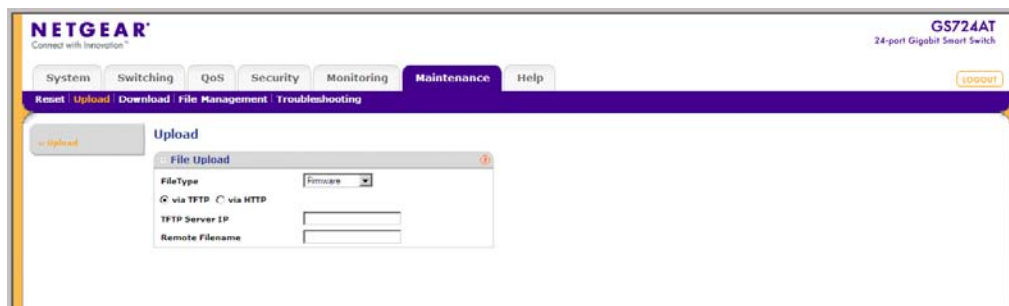 NETGEAR®
Connect with Innovation™
GS724AT
24-port Gigabit Smart Switch
System Switching QoS Security Monitoring Maintenance Help
LOGOUT
Reset Upload Download File Management Troubleshooting
Upload
Upload
File Upload
FileType Firmware
via TFTP via HTTP
TFTP Server IP
Remote Filename